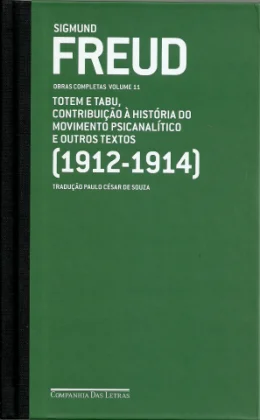 SIGMUND
FREUD
OBRAS COMPLETAS VOLUME 11
TOTEM E TABU,
CONTRIBUIÇÃO À HISTÓRIA DO
MOVIMENTO PSICANALÍTICO
E OUTROS TEXTOS
(1912-1914)
TRADUÇÃO PAULO CÉSAR DE SOUZA
COMPANHIA DAS LETRAS